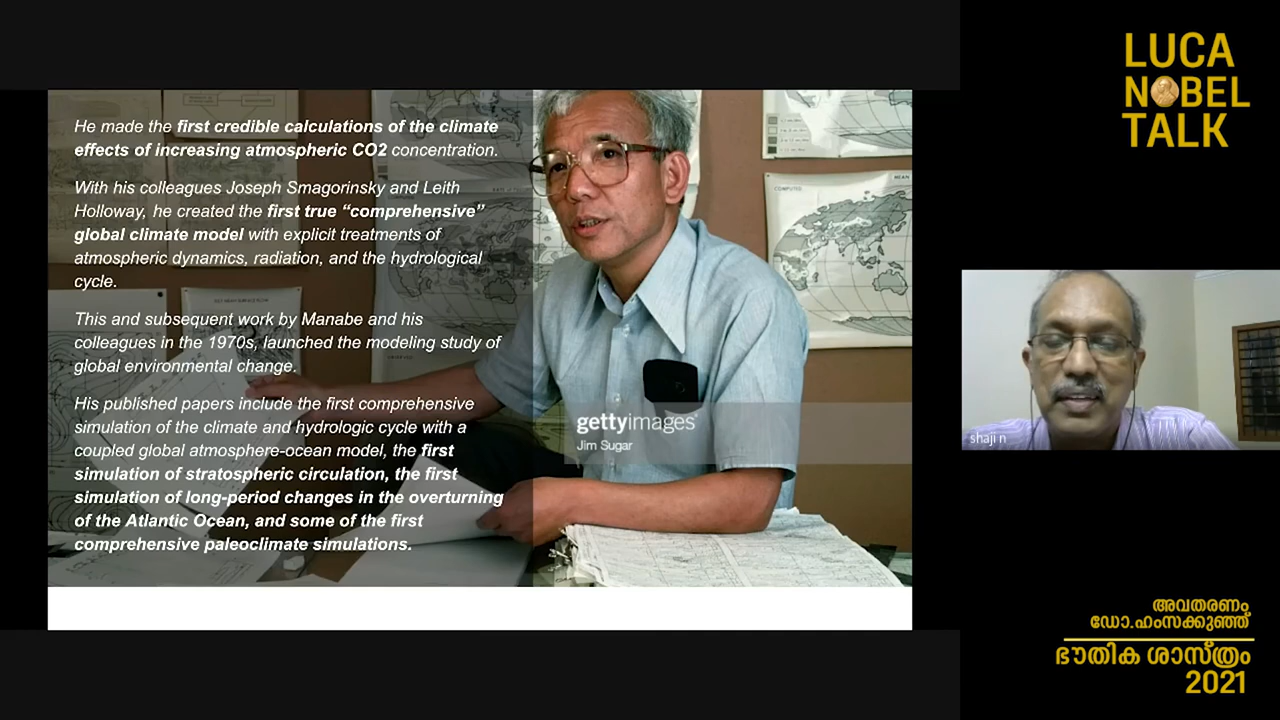 He made the first credible calculations of the climate
effects of increasing atmospheric CO2 concentration.
With his colleagues Joseph Smagorinsky and Leith
Holloway, he created the first true “comprehensive”
global climate model with explicit treatments of
atmospheric dynamics, radiation, and the hydrological
cycle.
This and subsequent work by Manabe and his
colleagues in the 1970s, launched the modeling study of
global environmental change.
His published papers include the first comprehensive
simulation of the climate and hydrologic cycle with a
coupled global atmosphere-ocean model, the first
simulation of stratospheric circulation, the first
simulation of long-period changes in the overturning
of the Atlantic Ocean, and some of the first
comprehensive paleoclimate simulations.
COMPUTED
gettyimages
Jim Sugar
LUCA
NOBEL
TALK
shaji n
അവതരണം
ഡോ.ഹംസക്കുഞ്ഞ്
ഭൗതിക ശാസ്ത്രം
2021